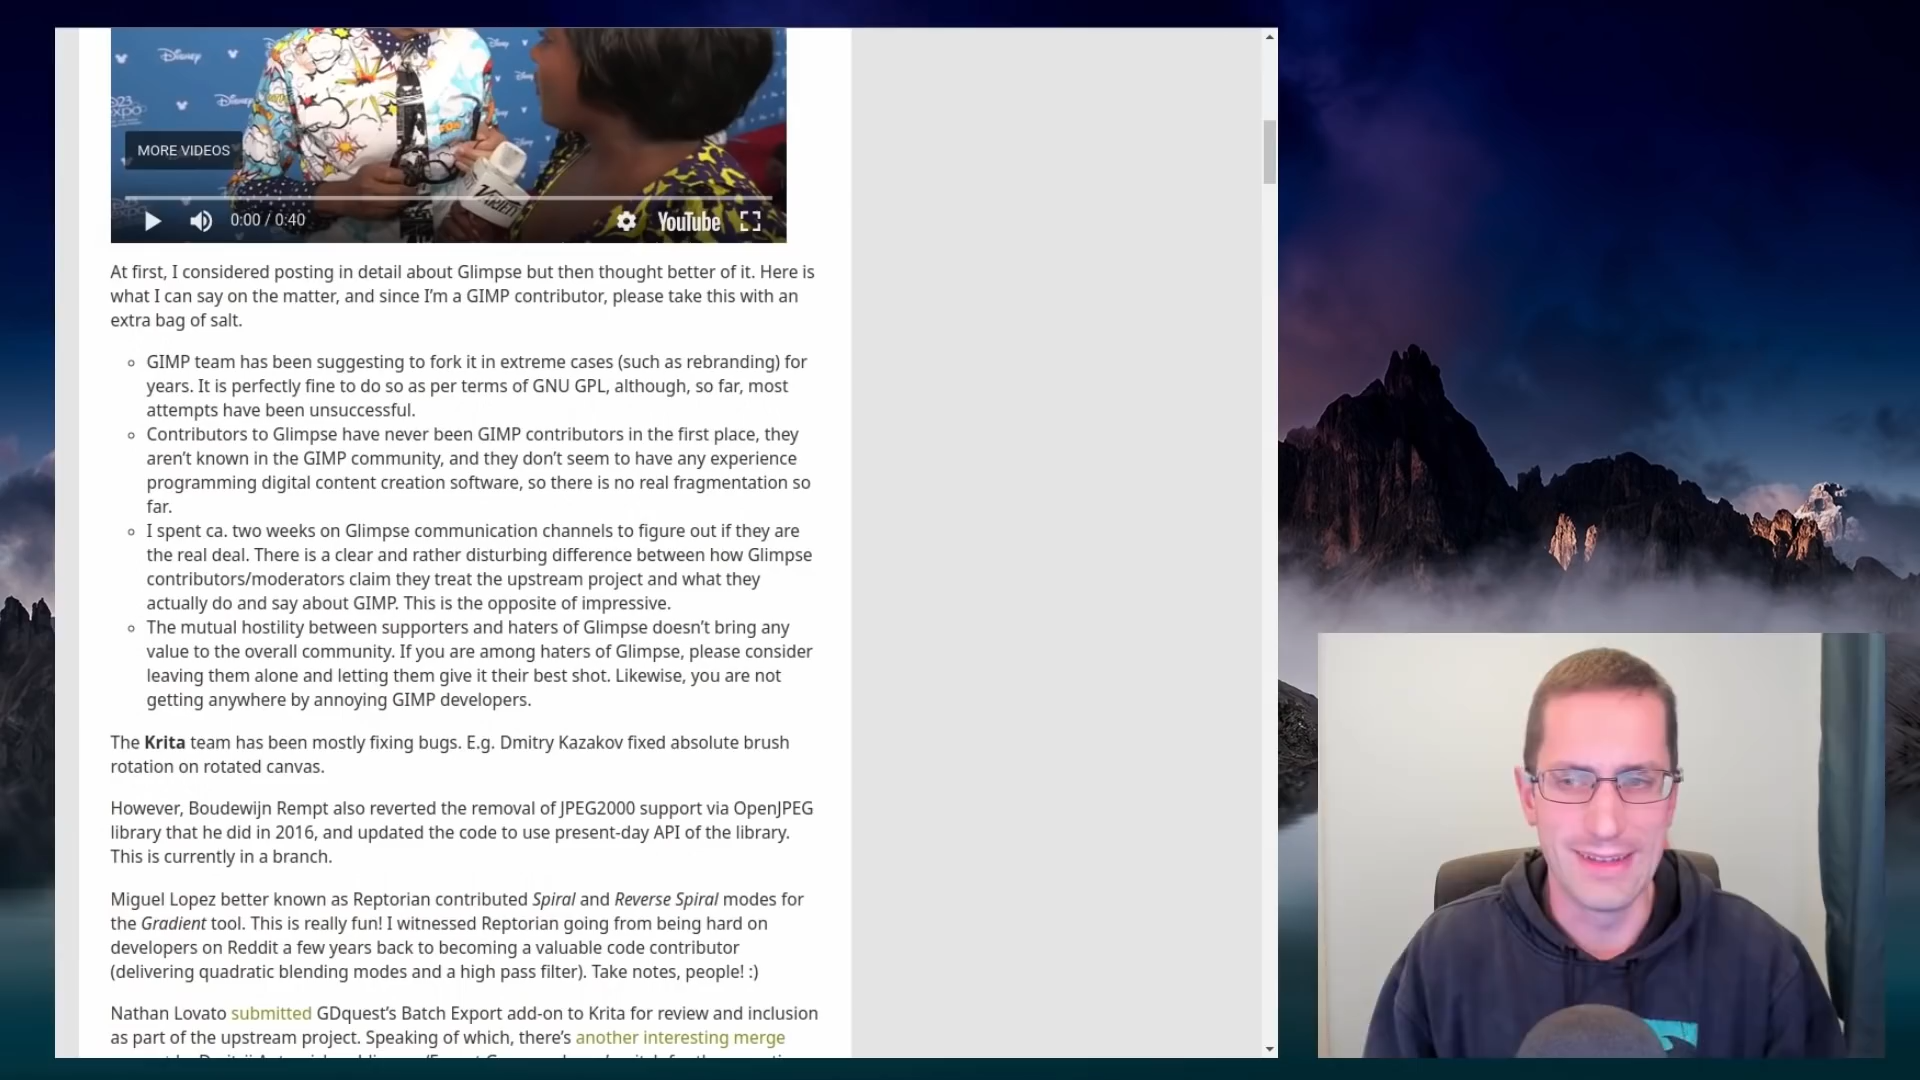 Disney
Disney
MORE VIDEOS
VARIETY
0:00 / 0:40
YouTube
At first, I considered posting in detail about Glimpse but then thought better of it. Here is
what I can say on the matter, and since I’m a GIMP contributor, please take this with an
extra bag of salt.
GIMP team has been suggesting to fork it in extreme cases (such as rebranding) for
years. It is perfectly fine to do so as per terms of GNU GPL, although, so far, most
attempts have been unsuccessful.
Contributors to Glimpse have never been GIMP contributors in the first place, they
aren’t known in the GIMP community, and they don’t seem to have any experience
programming digital content creation software, so there is no real fragmentation so
far.
I spent ca. two weeks on Glimpse communication channels to figure out if they are
the real deal. There is a clear and rather disturbing difference between how Glimpse
contributors/moderators claim they treat the upstream project and what they
actually do and say about GIMP. This is the opposite of impressive.
The mutual hostility between supporters and haters of Glimpse doesn’t bring any
value to the overall community. If you are among haters of Glimpse, please consider
leaving them alone and letting them give it their best shot. Likewise, you are not
getting anywhere by annoying GIMP developers.
The Krita team has been mostly fixing bugs. E.g. Dmitry Kazakov fixed absolute brush
rotation on rotated canvas.
However, Boudewijn Rempt also reverted the removal of JPEG2000 support via OpenJPEG
library that he did in 2016, and updated the code to use present-day API of the library.
This is currently in a branch.
Miguel Lopez better known as Reptorian contributed Spiral and Reverse Spiral modes for
the Gradient tool. This is really fun! I witnessed Reptorian going from being hard on
developers on Reddit a few years back to becoming a valuable code contributor
(delivering quadratic blending modes and a high pass filter). Take notes, people! :)
Nathan Lovato submitted GDquest’s Batch Export add-on to Krita for review and inclusion
as part of the upstream project. Speaking of which, there’s another interesting merge